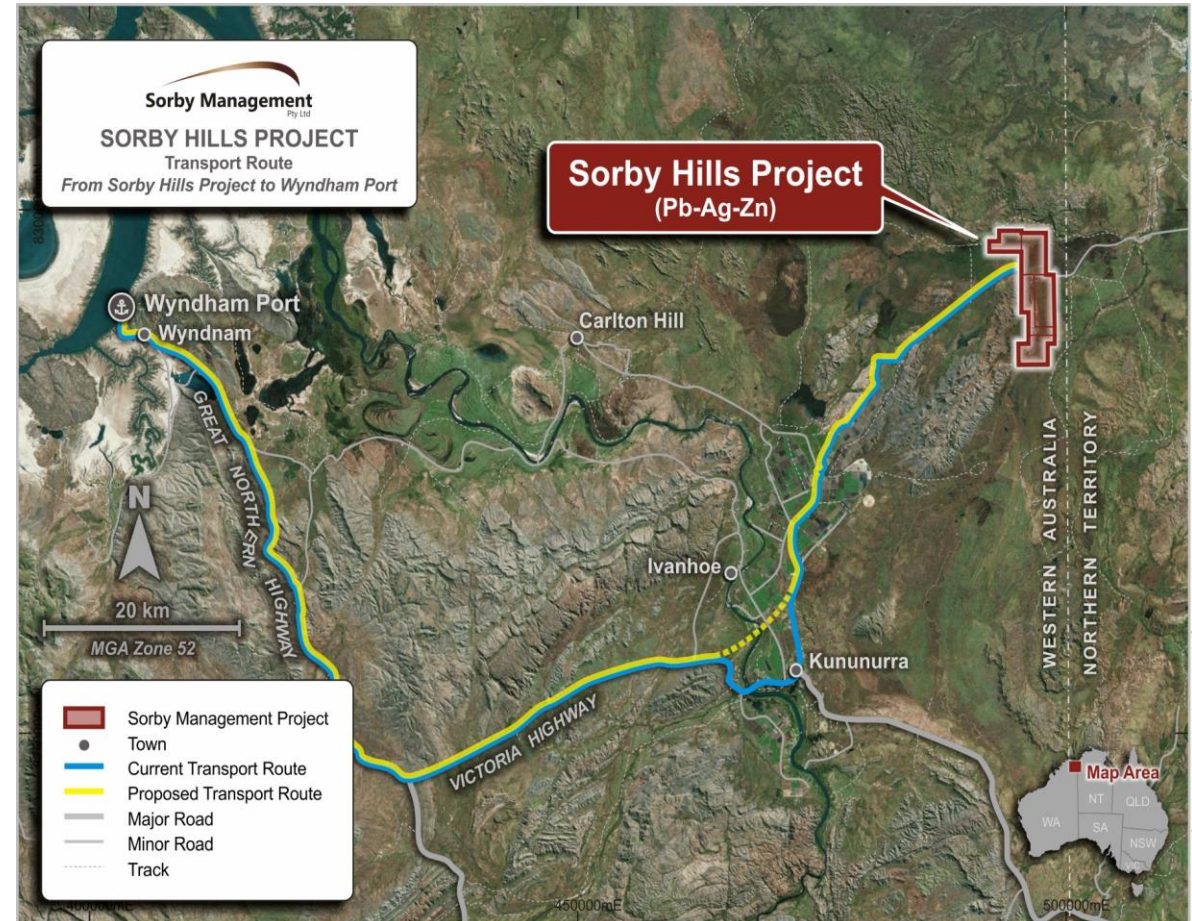 Sorby Management
Pty Ltd
SORBY HILLS PROJECT
Transport Route
From Sorby Hills Project to Wyndham Port
Sorby Hills Project
(Pb-Ag-Zn)
Wyndham Port
Wyndnam
Carlton Hill
GREAT NORTHERN HIGHWAY
N
20 km
MGA Zone 52
Ivanhoe
Kununurra
VICTORIA HIGHWAY
WESTERN AUSTRALIA
NORTHERN TERRITORY
Sorby Management Project
Town
Current Transport Route
Proposed Transport Route
Major Road
Minor Road
Track
Map Area
WA
NT
QLD
SA
NSW
VIC
450000mE
500000mE